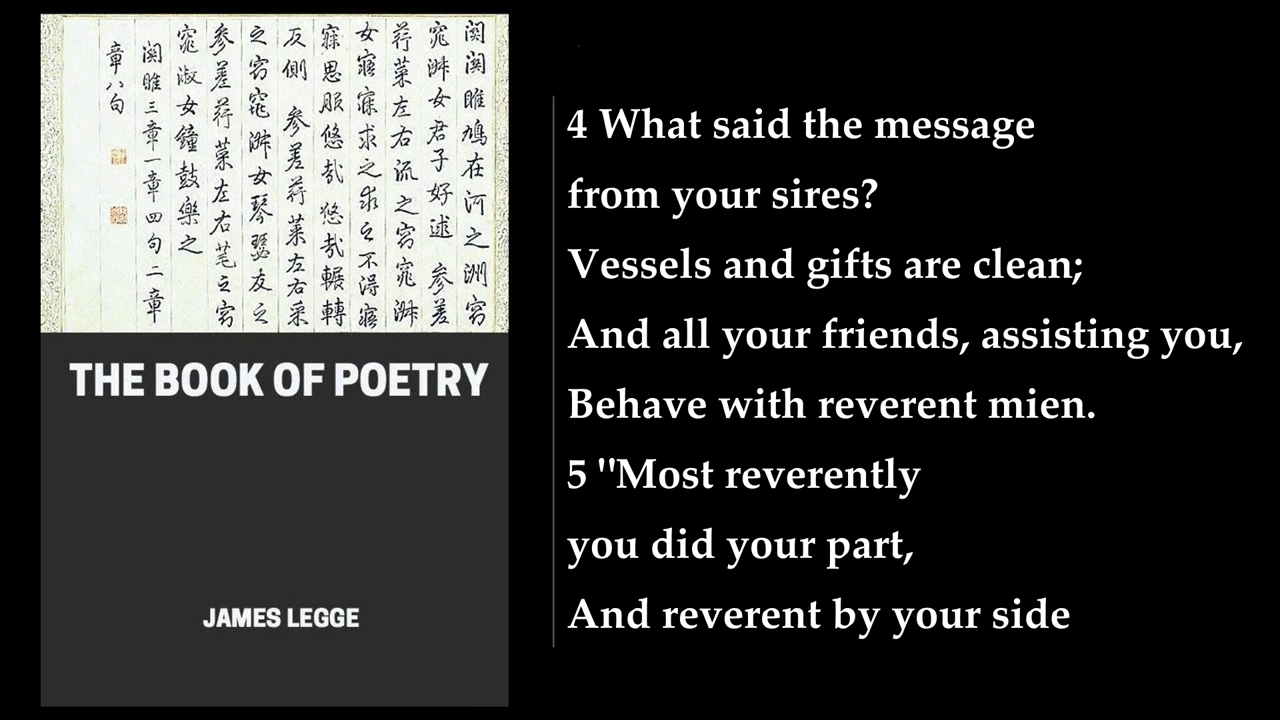 関関雎鳩在河之洲窈
窕淑女君子好逑 參差
荇菜左右流之窈窕淑
女寤寐求之求之不得寤
寐思服悠哉悠哉輾轉
反側 參差荇菜左右采
之窈窕淑女琴瑟友之
參差荇菜左右芼之窈
窕淑女鐘鼓樂之
関雎三章一章四句二章
章八句
THE BOOK OF POETRY
JAMES LEGGE
4 What said the message
from your sires?
Vessels and gifts are clean;
And all your friends, assisting you,
Behave with reverent mien.
5 "Most reverently
you did your part,
And reverent by your side